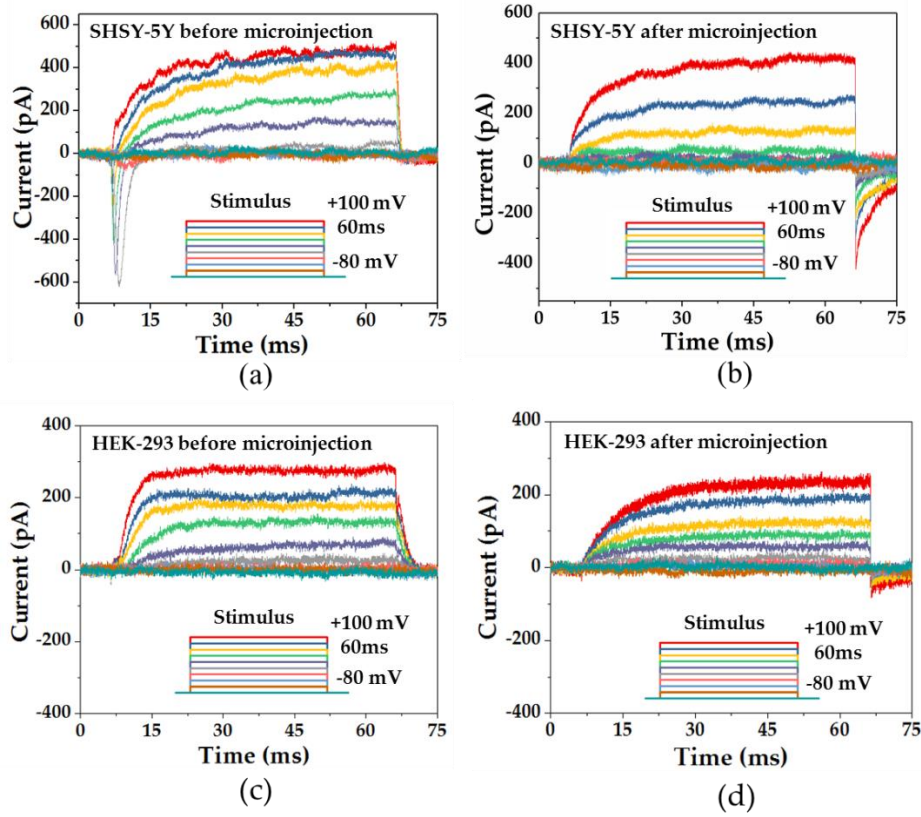 SHSY-5Y before microinjection
600
400
200
0
-200
-400
-600
Current (pA)
Stimulus +100 mV
60ms
-80 mV
0 15 30 45 60 75
Time (ms)
(a)
SHSY-5Y after microinjection
600
400
200
0
-200
-400
Current (pA)
Stimulus +100 mV
60ms
-80 mV
0 15 30 45 60 75
Time (ms)
(b)
HEK-293 before microinjection
400
200
0
-200
-400
Current (pA)
Stimulus +100 mV
60ms
-80 mV
0 15 30 45 60 75
Time (ms)
(c)
HEK-293 after microinjection
400
200
0
-200
-400
Current (pA)
Stimulus +100 mV
60ms
-80 mV
0 15 30 45 60 75
Time (ms)
(d)